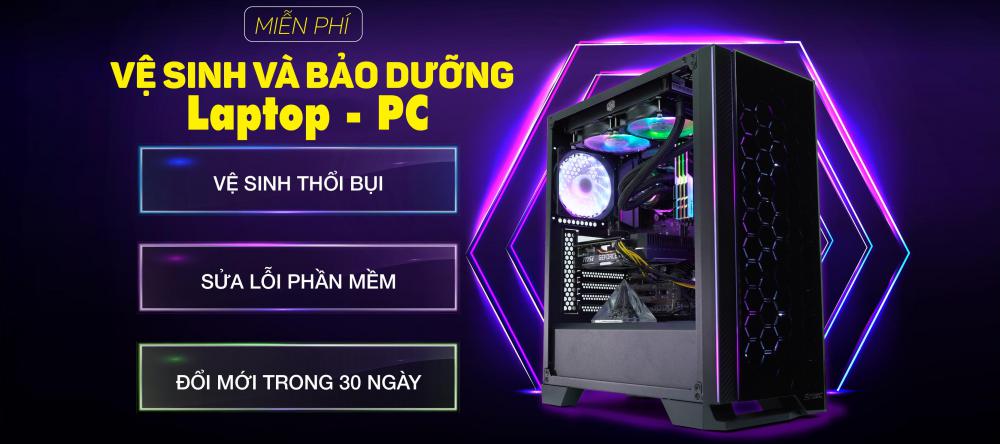 MIỄN PHÍ
VỆ SINH VÀ BẢO DƯỠNG
Laptop - PC
VỆ SINH THỔI BỤI
SỬA LỖI PHẦN MỀM
ĐỔI MỚI TRONG 30 NGÀY
GEFORCE